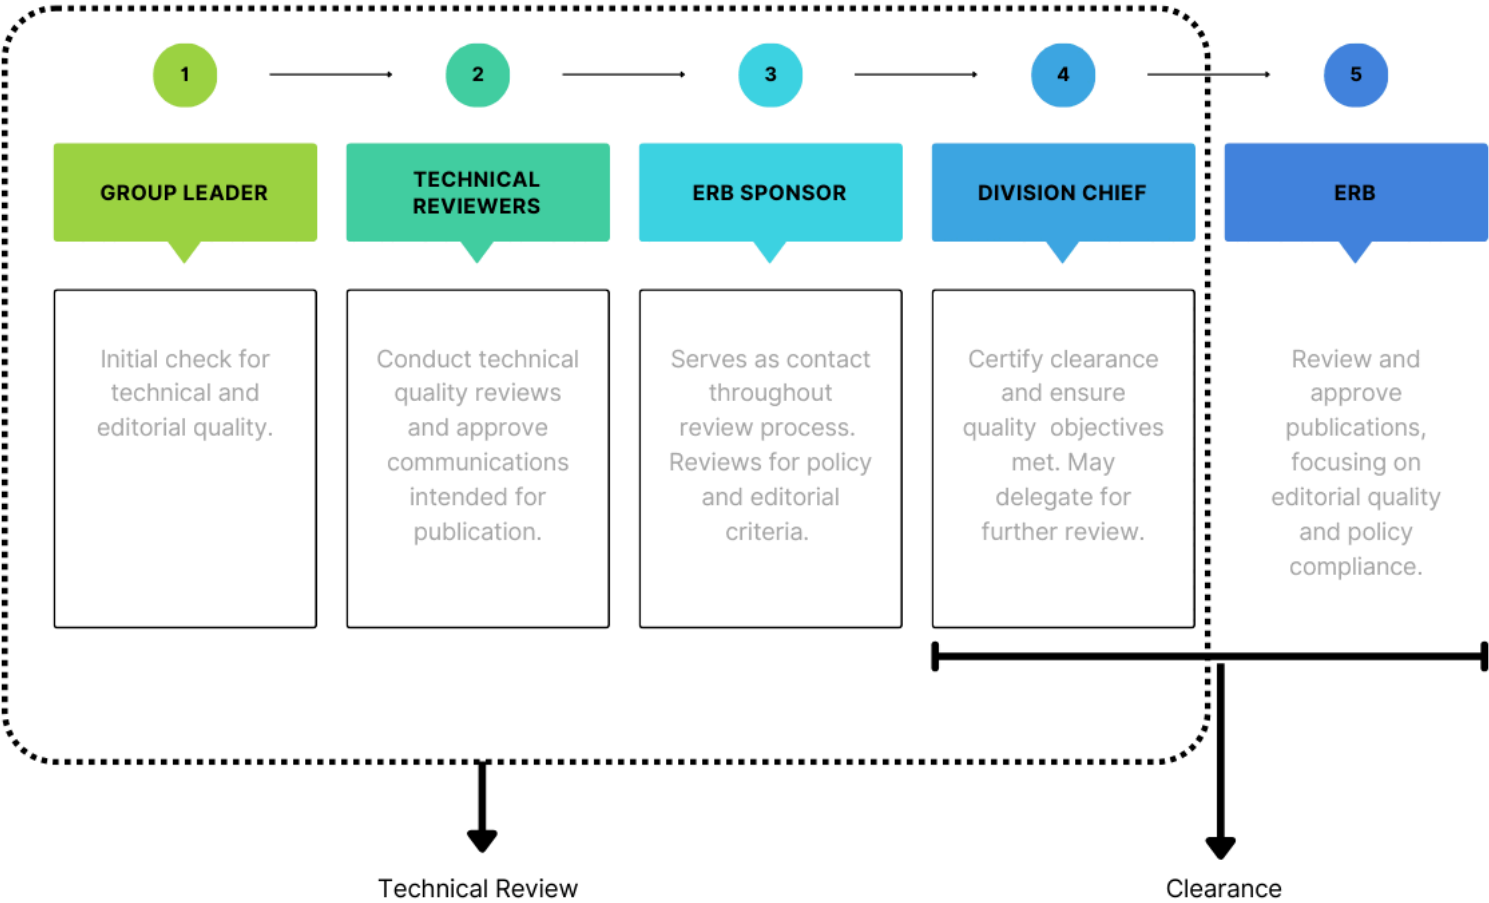 1
2
3
4
5
GROUP LEADER
TECHNICAL
REVIEWERS
ERB SPONSOR
DIVISION CHIEF
ERB
Initial check for
technical and
editorial quality.
Conduct technical
quality reviews
and approve
communications
intended for
publication.
Serves as contact
throughout
review process.
Reviews for policy
and editorial
criteria.
Certify clearance
and ensure
quality  objectives
met. May
delegate for
further review.
Review and
approve
publications,
focusing on
editorial quality
and policy
compliance.
Technical Review
Clearance